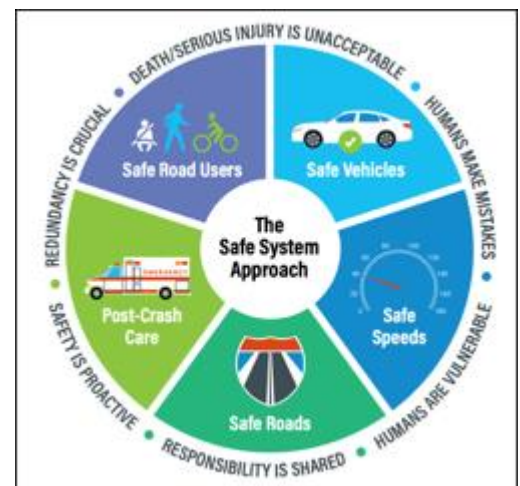 DEATH/SERIOUS INJURY IS UNACCEPTABLE
HUMANS MAKE MISTAKES
HUMANS ARE VULNERABLE
RESPONSIBILITY IS SHARED
SAFETY IS PROACTIVE
REDUNDANCY IS CRUCIAL
Safe Road Users
Safe Vehicles
The
Safe System
Approach
EMERGENCY
Post-Crash
Care
Safe
Speeds
Safe Roads